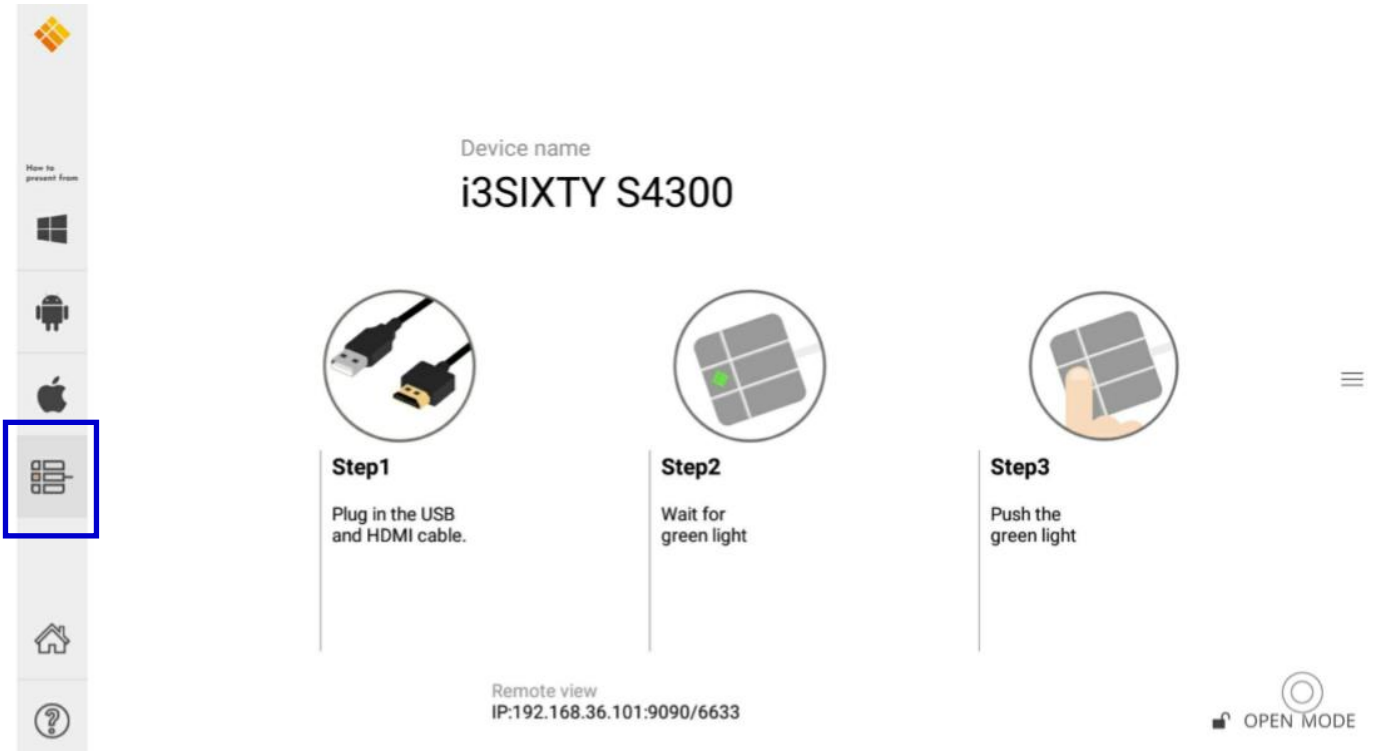 How to
present from
Device name
i3SIXTY S4300
Step1
Plug in the USB
and HDMI cable.
Step2
Wait for
green light
Step3
Push the
green light
Remote view
IP:192.168.36.101:9090/6633
OPEN MODE